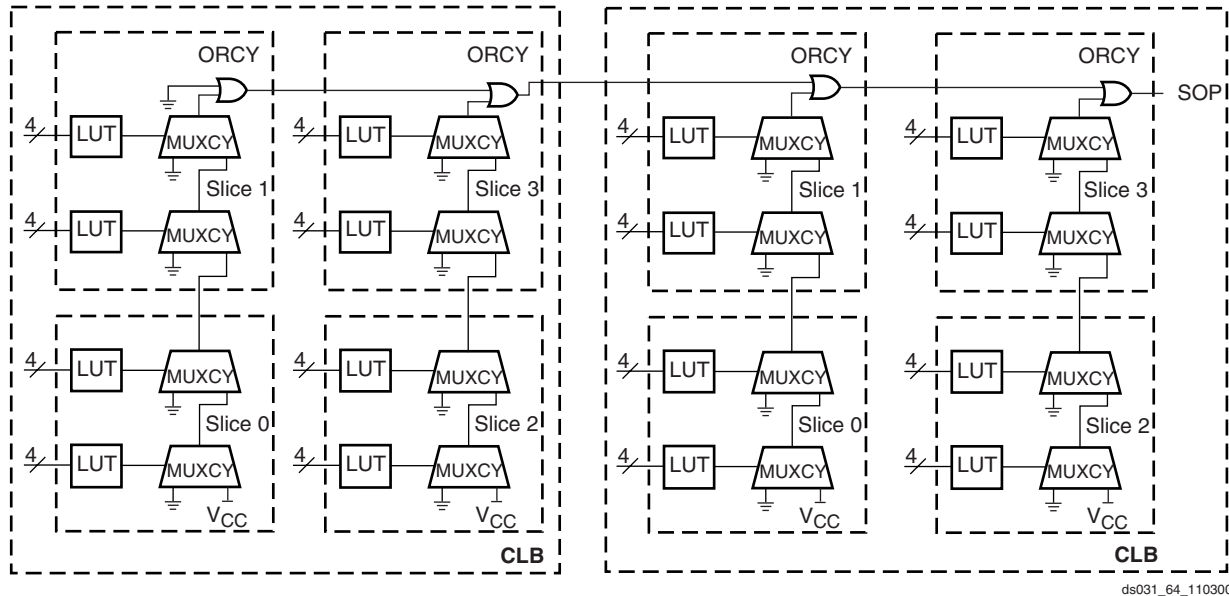 ORCY ORCY ORCY ORCY
SOP
4 LUT MUXCY 4 LUT MUXCY 4 LUT MUXCY 4 LUT MUXCY
Slice 1 Slice 3 Slice 1 Slice 3
4 LUT MUXCY 4 LUT MUXCY 4 LUT MUXCY 4 LUT MUXCY
4 LUT MUXCY 4 LUT MUXCY 4 LUT MUXCY 4 LUT MUXCY
Slice 0 Slice 2 Slice 0 Slice 2
4 LUT MUXCY 4 LUT MUXCY 4 LUT MUXCY 4 LUT MUXCY
VCC VCC VCC VCC
CLB CLB
ds031_64_110300